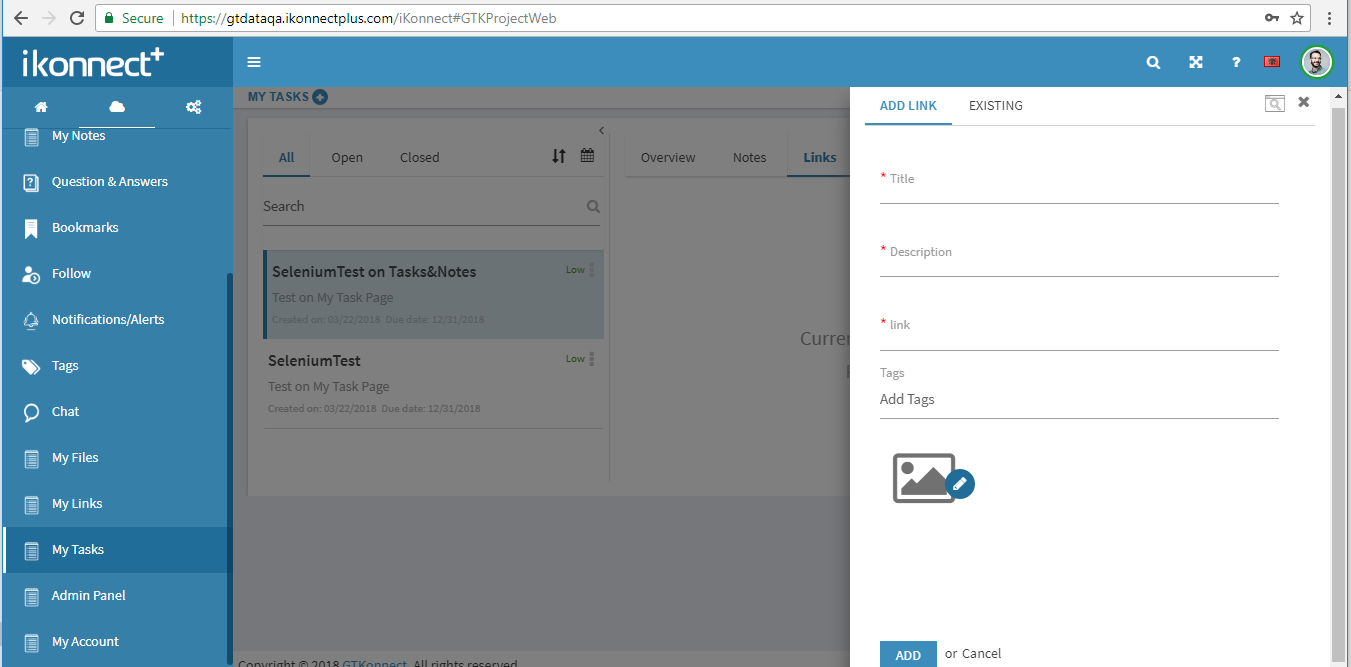 Secure https://gtdataqa.ikonnectplus.com/iKonnect#GTKProjectWeb
ikonnect+
?
My Notes
Question & Answers
Bookmarks
Follow
Notifications/Alerts
Tags
Chat
My Files
My Links
My Tasks
Admin Panel
My Account
MY TASKS
All Open Closed
Search
SeleniumTest on Tasks&Notes Low
Test on My Task Page
Created on: 03/22/2018 Due date: 12/31/2018
SeleniumTest Low
Test on My Task Page
Created on: 03/22/2018 Due date: 12/31/2018
Overview Notes Links
Curre
Copyright © 2018 GTKonnect. All rights reserved
ADD LINK EXISTING
* Title
* Description
* link
Tags
Add Tags
ADD or Cancel